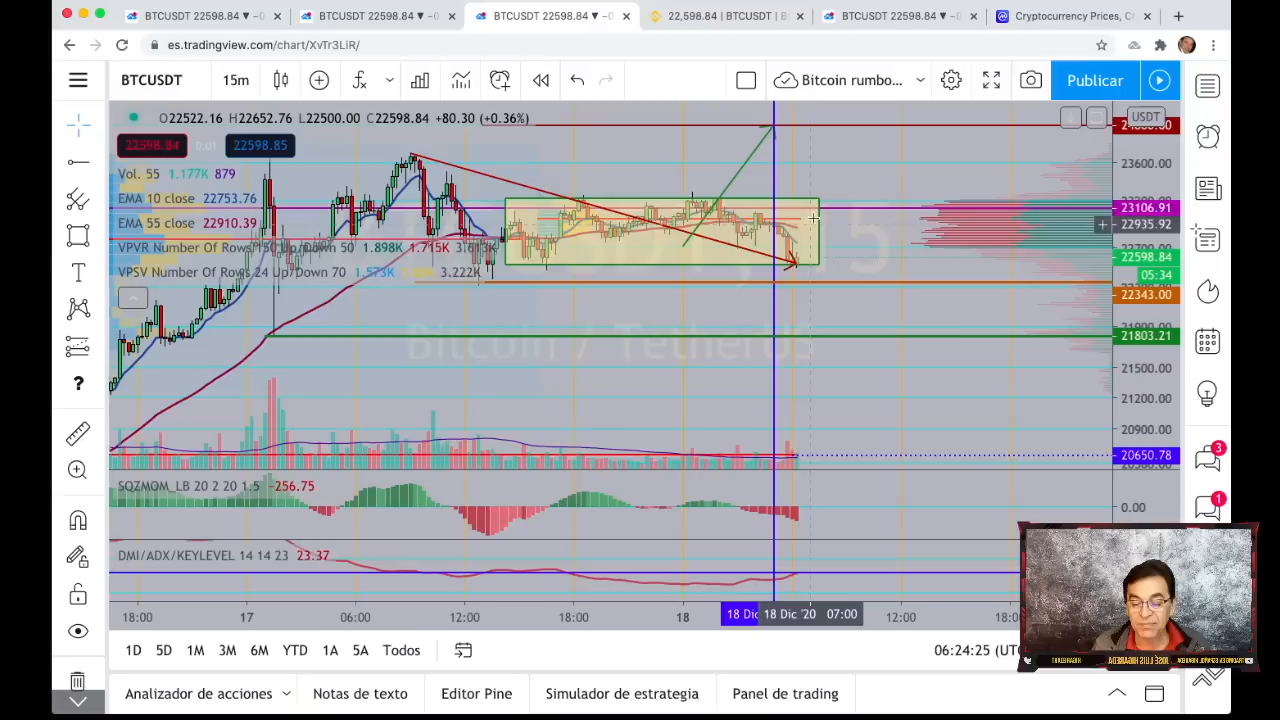 BTCUSDT 22598.84 ▼ −0
BTCUSDT 22598.84 ▼ −0
BTCUSDT 22598.84 ▼ −0
22,598.84 | BTCUSDT | B
BTCUSDT 22598.84 ▼ −0
Cryptocurrency Prices, C
es.tradingview.com/chart/XvTr3LiR/
BTCUSDT
15m
Bitcoin rumbo...
Publicar
O22522.16 H22652.76 L22500.00 C22598.84 +80.30 (+0.36%)
USDT
22598.84
0.01
22598.85
23600.00
Vol. 55 1.177K 879
EMA 10 close 22753.76
23106.91
EMA 55 close 22910.39
22935.92
VPVR Number Of Rows 50 Up/Down 50 1.898K 1.715K
22598.84
05:34
VPSV Number Of Rows 24 Up/Down 70 1.573K 3.222K
22343.00
21803.21
Bitcoin / TetherUS
21500.00
21200.00
20900.00
20650.78
SQZMOM_LB 20 2 20 1.5 −256.75
0.00
DMI/ADX/KEYLEVEL 14 14 23 23.37
3
1
18:00
17
06:00
12:00
18:00
18
18 Dic
18 Dic '20 07:00
12:00
18:00
1D
5D
1M
3M
6M
YTD
1A
5A
Todos
06:24:25 (UTC
Analizador de acciones
Notas de texto
Editor Pine
Simulador de estrategia
Panel de trading